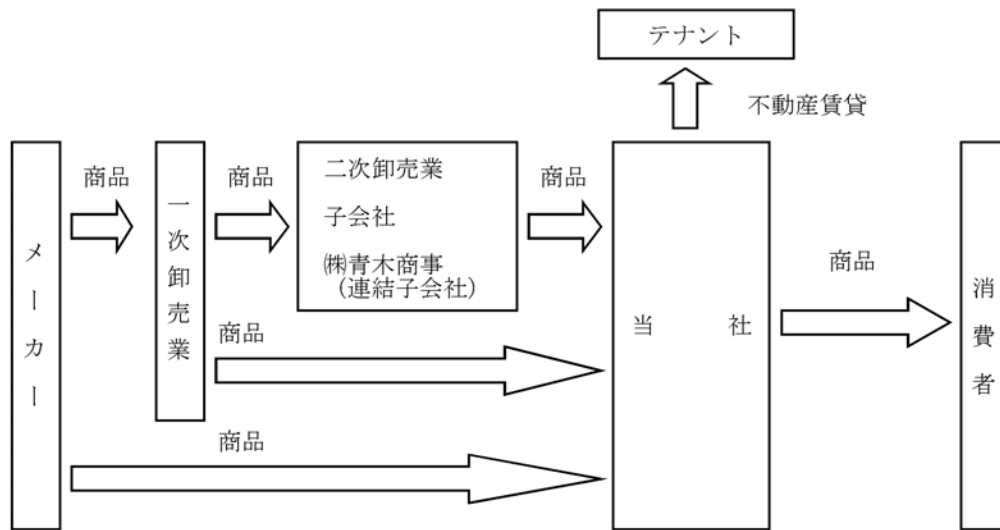 テナント
不動産賃貸
メーカー
商品
一次卸売業
商品
二次卸売業
子会社
㈱青木商事
（連結子会社）
商品
商品
商品
当社
商品
消費者